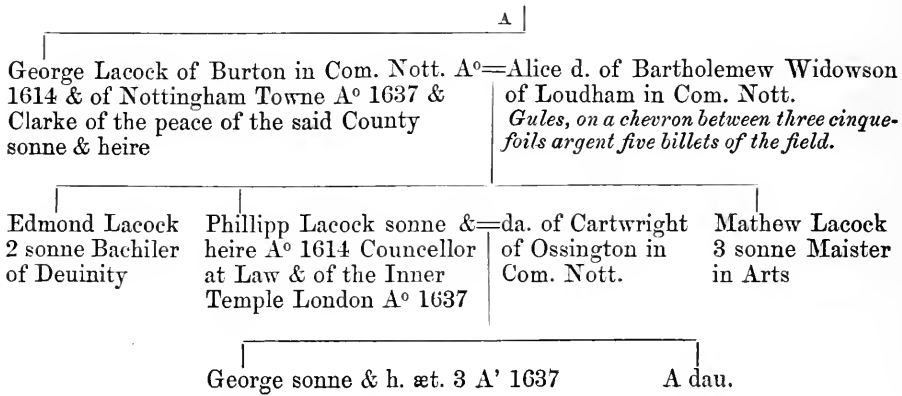 A
George Lacock of Burton in Com. Nott. Aº=Alice d. of Bartholemew Widowson
1614 & of Nottingham Towne Aº 1637 &
Clarke of the peace of the said County
sonne & heire
of Loudham in Com. Nott.
Gules, on a chevron between three cinque-
foils argent five billets of the field.
Edmond Lacock
2 sonne Bachiler
of Deuinity
Phillipp Lacock sonne &=da. of Cartwright
heire Aº 1614 Councellor
at Law & of the Inner
Temple London Aº 1637
of Ossington in
Com. Nott.
Mathew Lacock
3 sonne Maister
in Arts
George sonne & h. æt. 3 A' 1637
A dau.